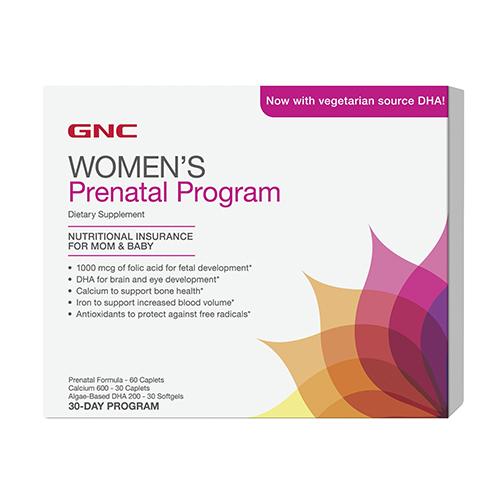 Now with vegetarian source DHA!
GNC
WOMEN'S
Prenatal Program
Dietary Supplement
NUTRITIONAL INSURANCE
FOR MOM & BABY
• 1000 mcg of folic acid for fetal development*
• DHA for brain and eye development*
• Calcium to support bone health*
• Iron to support increased blood volume*
• Antioxidants to protect against free radicals*
Prenatal Formula - 60 Caplets
Calcium 600 - 30 Caplets
Algae-Based DHA 200 - 30 Softgels
30-DAY PROGRAM